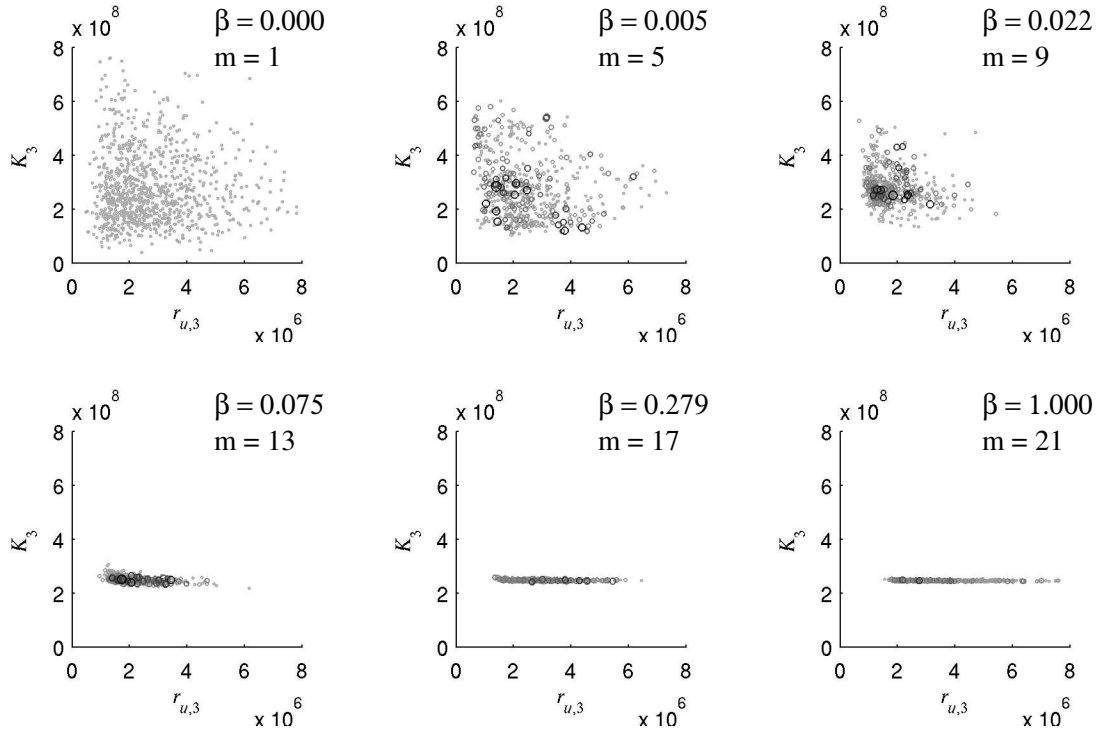 x 10^8
β = 0.000
m = 1
8
6
4
2
0
K_3
0 2 4 6 8
r_{u,3}
x 10^6
x 10^8
β = 0.005
m = 5
8
6
4
2
0
K_3
0 2 4 6 8
r_{u,3}
x 10^6
x 10^8
β = 0.022
m = 9
8
6
4
2
0
K_3
0 2 4 6 8
r_{u,3}
x 10^6
x 10^8
β = 0.075
m = 13
8
6
4
2
0
K_3
0 2 4 6 8
r_{u,3}
x 10^6
x 10^8
β = 0.279
m = 17
8
6
4
2
0
K_3
0 2 4 6 8
r_{u,3}
x 10^6
x 10^8
β = 1.000
m = 21
8
6
4
2
0
K_3
0 2 4 6 8
r_{u,3}
x 10^6